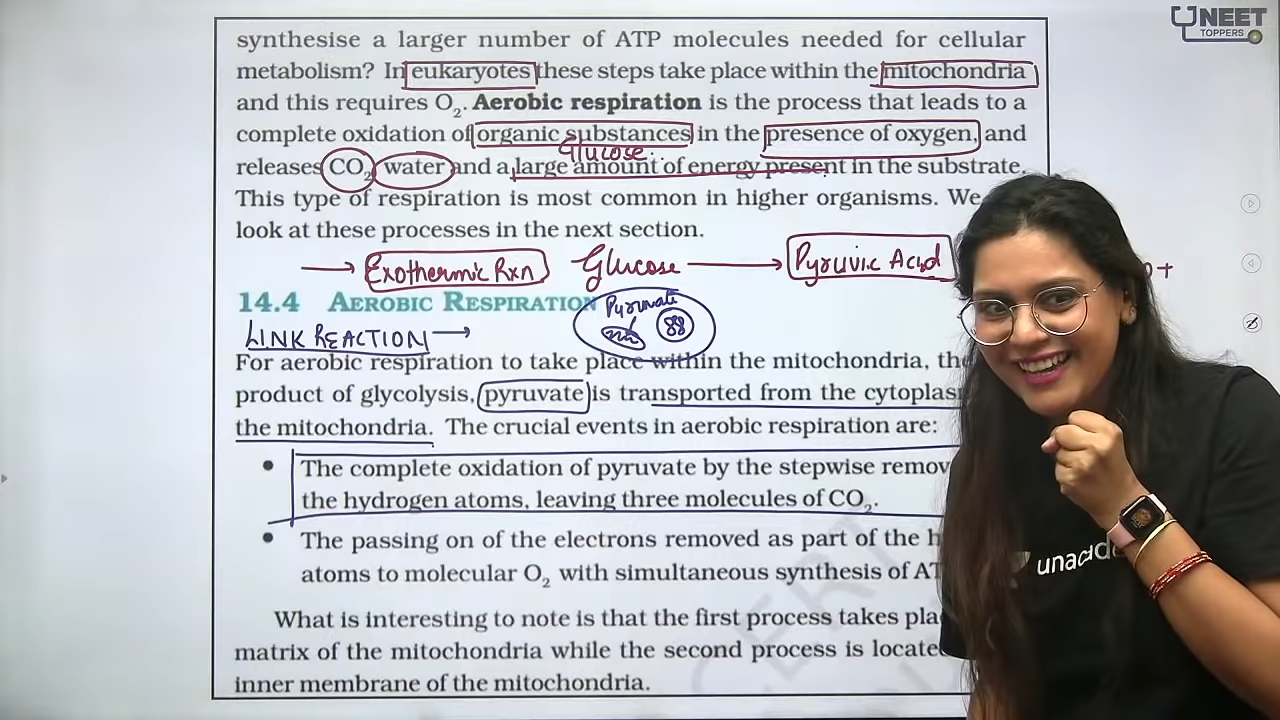 NEET
TOPPERS
synthesise a larger number of ATP molecules needed for cellular
metabolism? In eukaryotes these steps take place within the mitochondria
and this requires O₂. Aerobic respiration is the process that leads to a
complete oxidation of organic substances in the presence of oxygen, and
Glucose
releases CO₂ water and a large amount of energy present in the substrate.
This type of respiration is most common in higher organisms. We
look at these processes in the next section.
→ Exothermic Rxn Glucose → Pyruvic Acid
14.4 AEROBIC RESPIRATION
Pyruvate
LINK REACTION →
For aerobic respiration to take place within the mitochondria, the
product of glycolysis, pyruvate is transported from the cytoplas
the mitochondria. The crucial events in aerobic respiration are:
• The complete oxidation of pyruvate by the stepwise remov
the hydrogen atoms, leaving three molecules of CO₂.
• The passing on of the electrons removed as part of the h
atoms to molecular O₂ with simultaneous synthesis of AT
What is interesting to note is that the first process takes pla
matrix of the mitochondria while the second process is locate
inner membrane of the mitochondria.
unacade